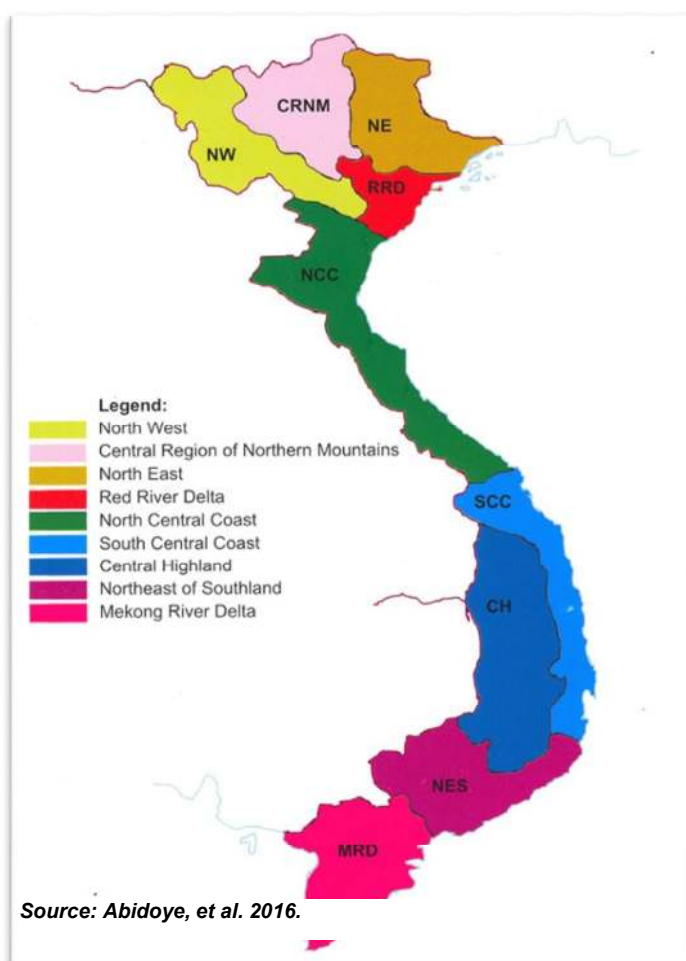 CRNM
NE
NW
RRD
NCC
Legend:
North West
Central Region of Northern Mountains
North East
Red River Delta
North Central Coast
South Central Coast
Central Highland
Northeast of Southland
Mekong River Delta
SCC
CH
NES
MRD
Source: Abidoye, et al. 2016.